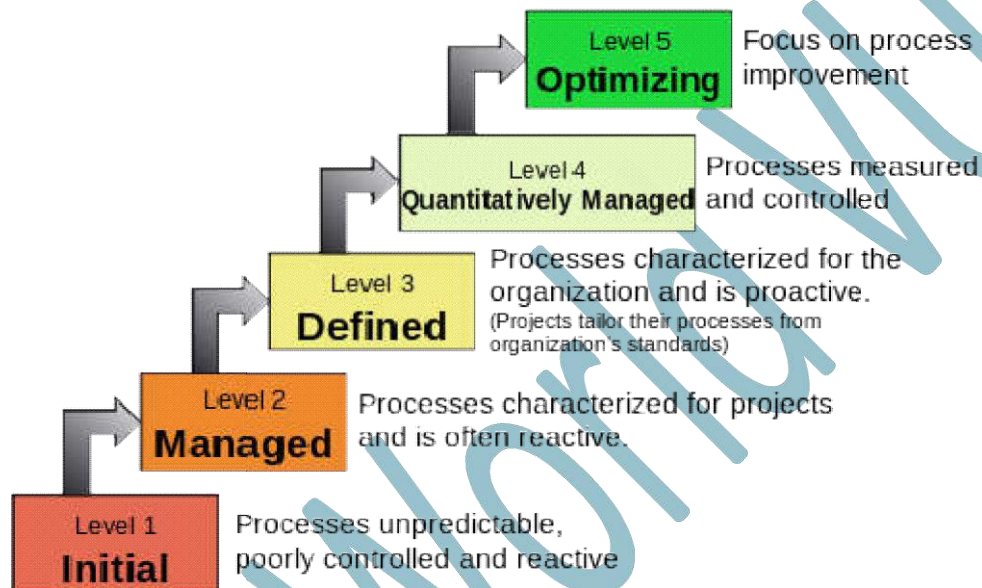 Level 5
Optimizing
Focus on process
improvement
Level 4
Quantitatively Managed
Processes measured
and controlled
Level 3
Defined
Processes characterized for the
organization and is proactive.
(Projects tailor their processes from
organization's standards)
Level 2
Managed
Processes characterized for projects
and is often reactive.
Level 1
Initial
Processes unpredictable,
poorly controlled and reactive